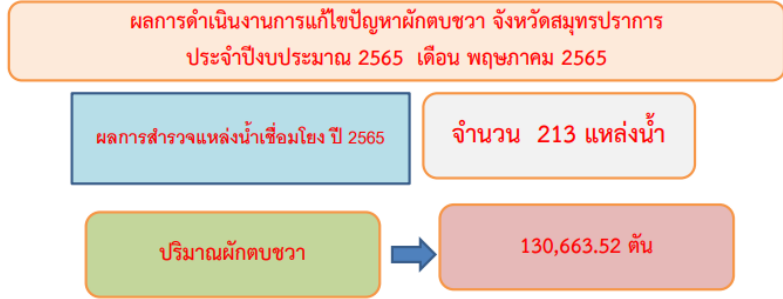 ผลการดำเนินงานการแก้ไขปัญหาผักตบชวา จังหวัดสมุทรปราการ
ประจำปีงบประมาณ 2565 เดือน พฤษภาคม 2565
ผลการสำรวจแหล่งน้ำเชื่อมโยง ปี 2565
จำนวน 213 แหล่งน้ำ
ปริมาณผักตบชวา
130,663.52 ตัน